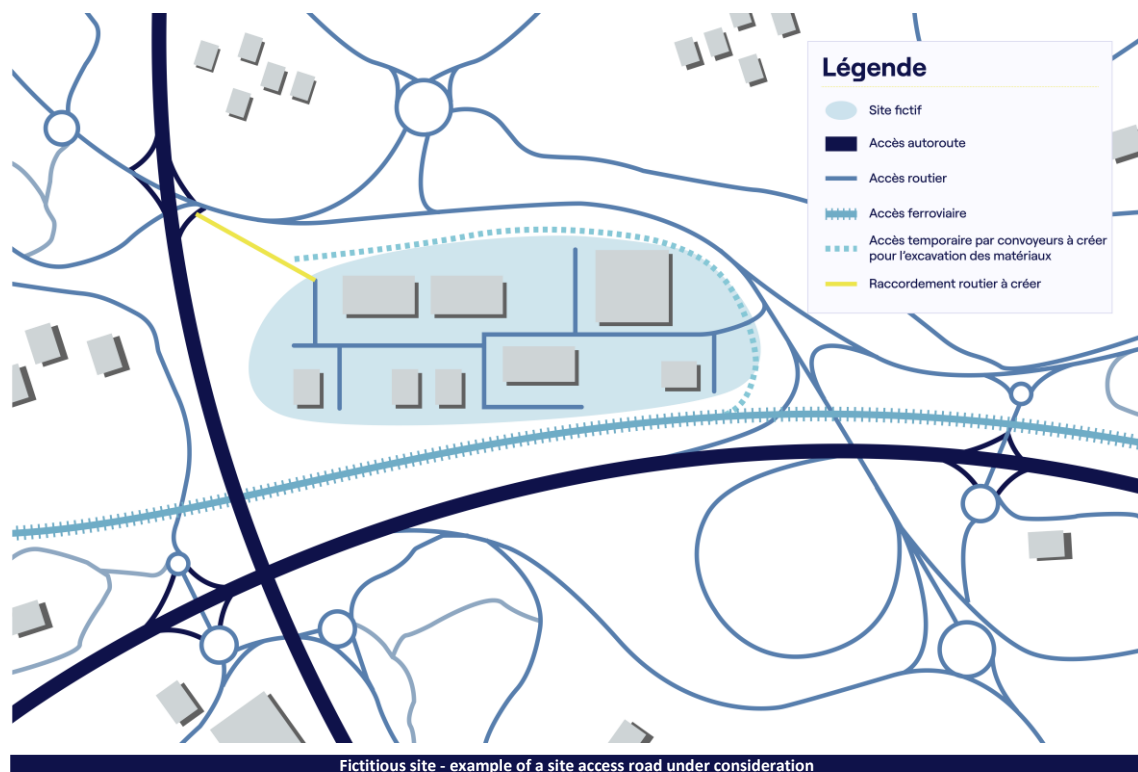 Légende
Site fictif
Accès autoroute
Accès routier
Accès ferroviaire
Accès temporaire par convoyeurs à créer
pour l'excavation des matériaux
Raccordement routier à créer
Fictitious site - example of a site access road under consideration